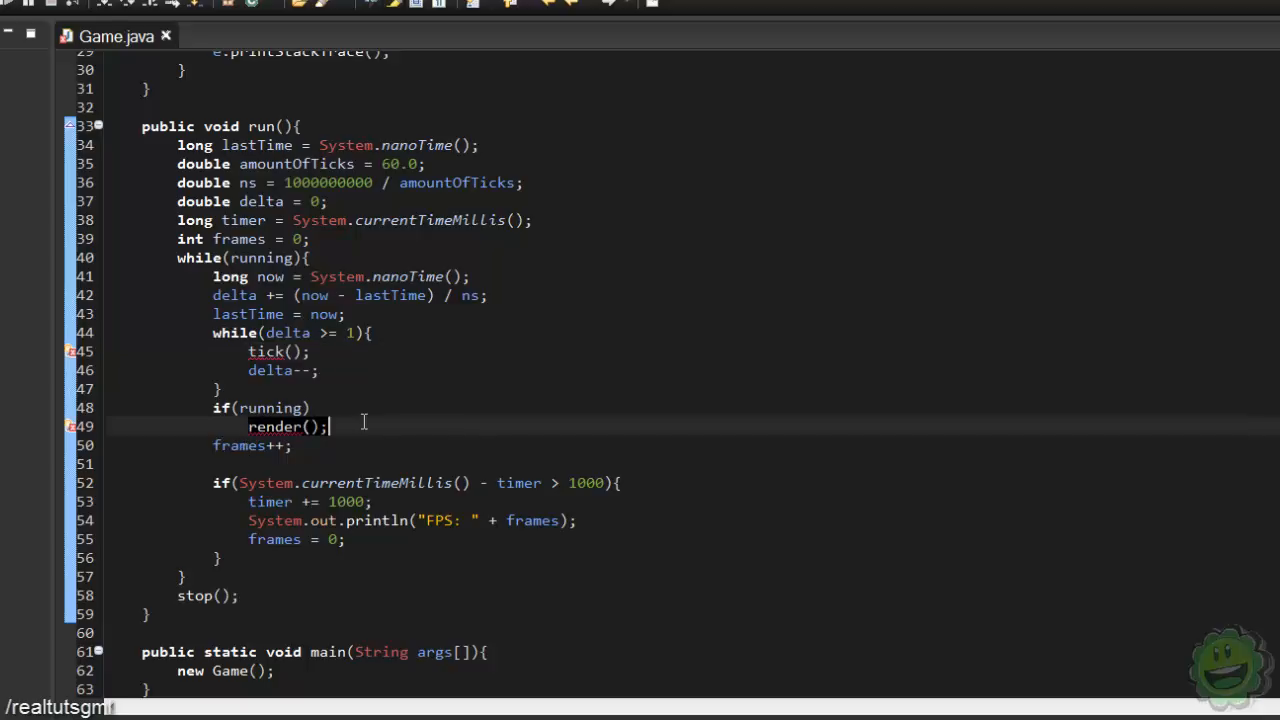 Game.java
29 e.printStackTrace();
30 }
31 }
32
33 public void run(){
34 long lastTime = System.nanoTime();
35 double amountOfTicks = 60.0;
36 double ns = 1000000000 / amountOfTicks;
37 double delta = 0;
38 long timer = System.currentTimeMillis();
39 int frames = 0;
40 while(running){
41 long now = System.nanoTime();
42 delta += (now - lastTime) / ns;
43 lastTime = now;
44 while(delta >= 1){
45 tick();
46 delta--;
47 }
48 if(running)
49 render();
50 frames++;
51
52 if(System.currentTimeMillis() - timer > 1000){
53 timer += 1000;
54 System.out.println("FPS: " + frames);
55 frames = 0;
56 }
57 }
58 stop();
59 }
60
61 public static void main(String args[]){
62 new Game();
63 }
/realtutsgml